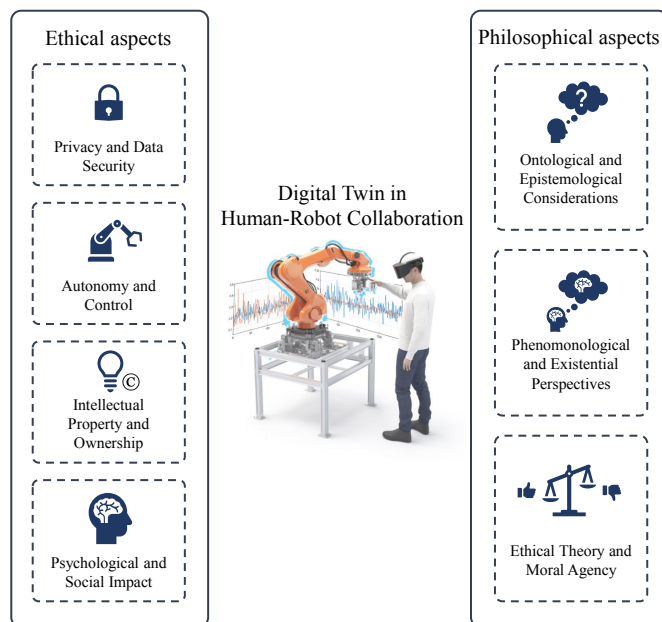 Ethical aspects
Privacy and Data
Security
Autonomy and
Control
©
Intellectual
Property and
Ownership
Psychological and
Social Impact
Digital Twin in
Human-Robot Collaboration
Philosophical aspects
?
Ontological and
Epistemological
Considerations
Phenomonological
and Existential
Perspectives
Ethical Theory and
Moral Agency